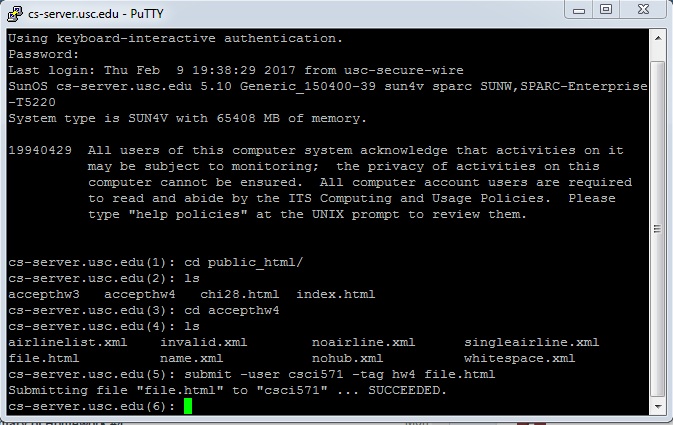 cs-server.usc.edu - PuTTY
Using keyboard-interactive authentication.
Password:
Last login: Thu Feb  9 19:38:29 2017 from usc-secure-wire
SunOS cs-server.usc.edu 5.10 Generic_150400-39 sun4v sparc SUNW,SPARC-Enterprise
-T5220
System type is SUN4V with 65408 MB of memory.
19940429  All users of this computer system acknowledge that activities on it
may be subject to monitoring;  the privacy of activities on this
computer cannot be ensured.  All computer account users are required
to read and abide by the ITS Computing and Usage Policies.  Please
type "help policies" at the UNIX prompt to review them.
cs-server.usc.edu(1): cd public_html/
cs-server.usc.edu(2): ls
accepthw3   accepthw4   chi28.html  index.html
cs-server.usc.edu(3): cd accepthw4
cs-server.usc.edu(4): ls
airlinelist.xml    invalid.xml        noairline.xml      singleairline.xml
file.html          name.xml           nohub.xml          whitespace.xml
cs-server.usc.edu(5): submit -user csci571 -tag hw4 file.html
Submitting file "file.html" to "csci571" ... SUCCEEDED.
cs-server.usc.edu(6):